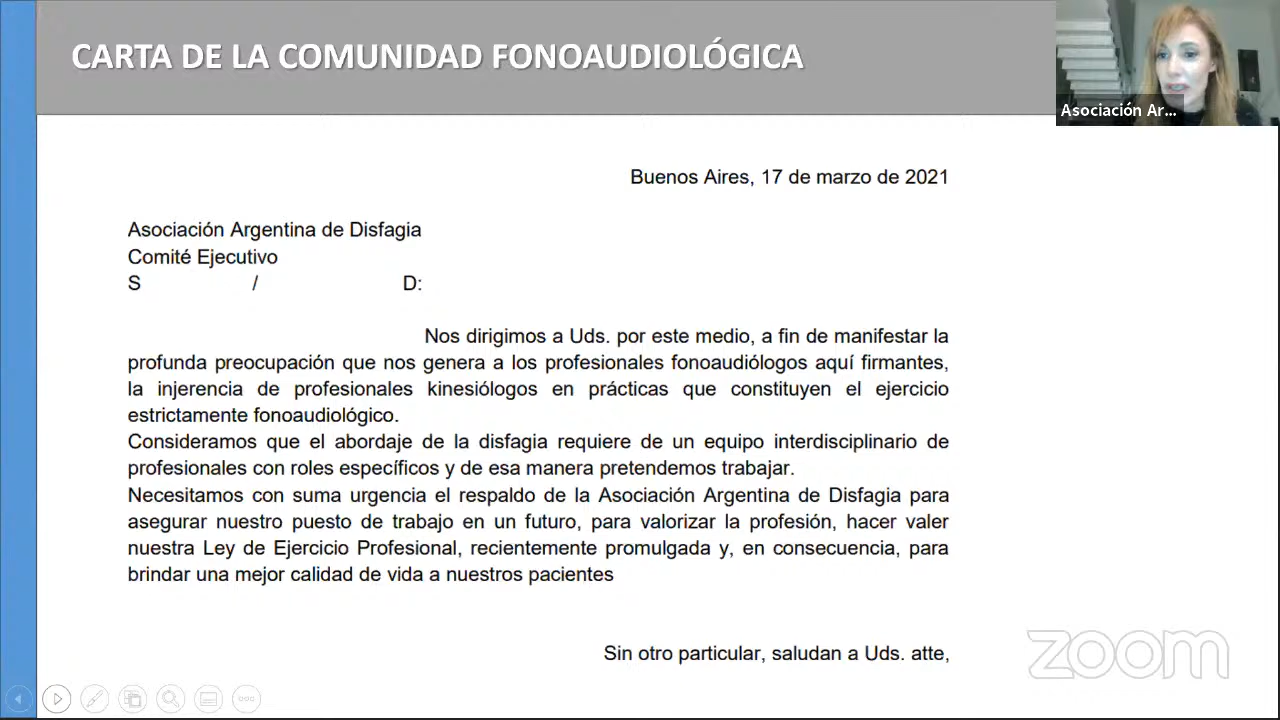 CARTA DE LA COMUNIDAD FONOAUDIOLÓGICA
Asociación Ar...
Buenos Aires, 17 de marzo de 2021
Asociación Argentina de Disfagia
Comité Ejecutivo
S / D:
Nos dirigimos a Uds. por este medio, a fin de manifestar la
profunda preocupación que nos genera a los profesionales fonoaudiólogos aquí firmantes,
la injerencia de profesionales kinesiólogos en prácticas que constituyen el ejercicio
estrictamente fonoaudiológico.
Consideramos que el abordaje de la disfagia requiere de un equipo interdisciplinario de
profesionales con roles específicos y de esa manera pretendemos trabajar.
Necesitamos con suma urgencia el respaldo de la Asociación Argentina de Disfagia para
asegurar nuestro puesto de trabajo en un futuro, para valorizar la profesión, hacer valer
nuestra Ley de Ejercicio Profesional, recientemente promulgada y, en consecuencia, para
brindar una mejor calidad de vida a nuestros pacientes
Sin otro particular, saludan a Uds. atte,
zoom